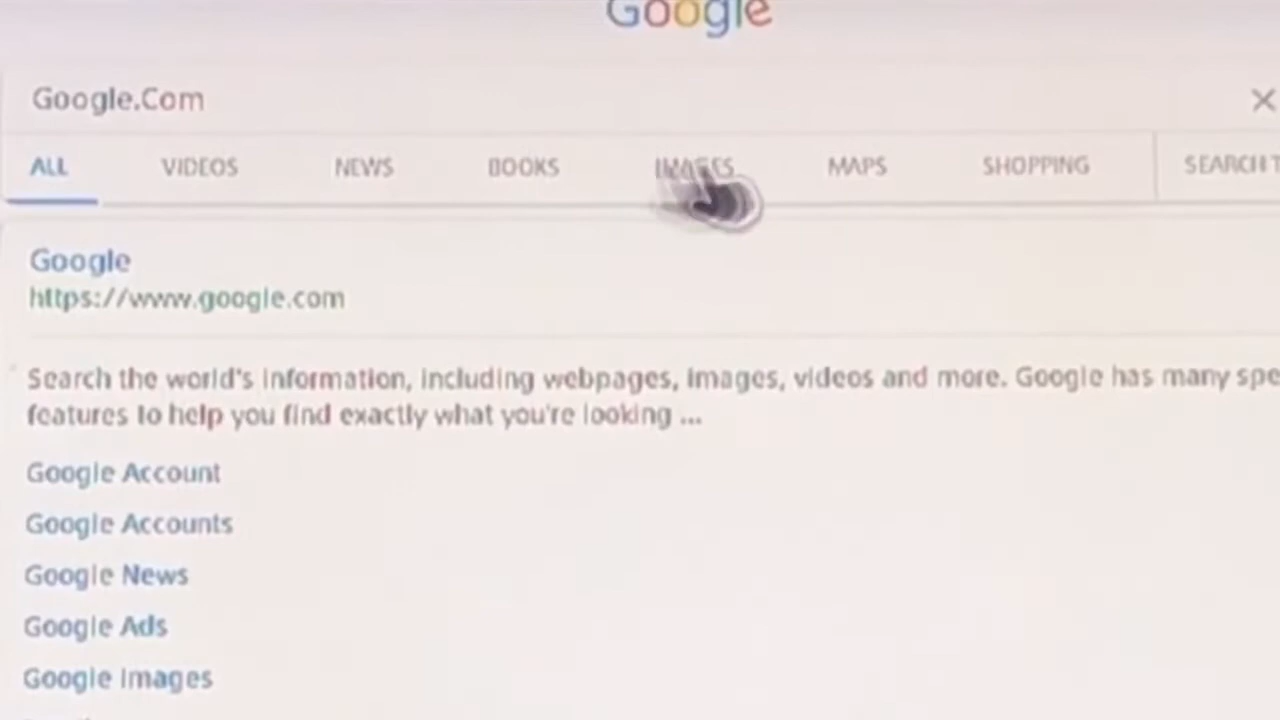 Google
Google.Com
ALL VIDEOS NEWS BOOKS IMAGES MAPS SHOPPING SEARCH T
Google
https://www.google.com
Search the world's information, including webpages, images, videos and more. Google has many spe
features to help you find exactly what you're looking ...
Google Account
Google Accounts
Google News
Google Ads
Google Images